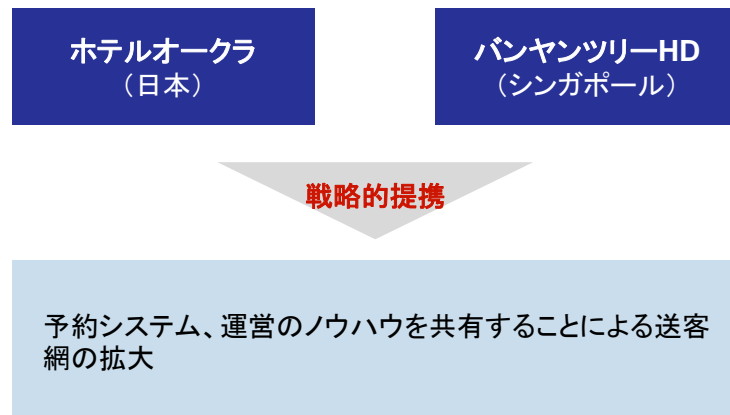 ホテルオークラ
（日本）
バンヤンツリーHD
（シンガポール）
戦略的提携
予約システム、運営のノウハウを共有することによる送客
網の拡大